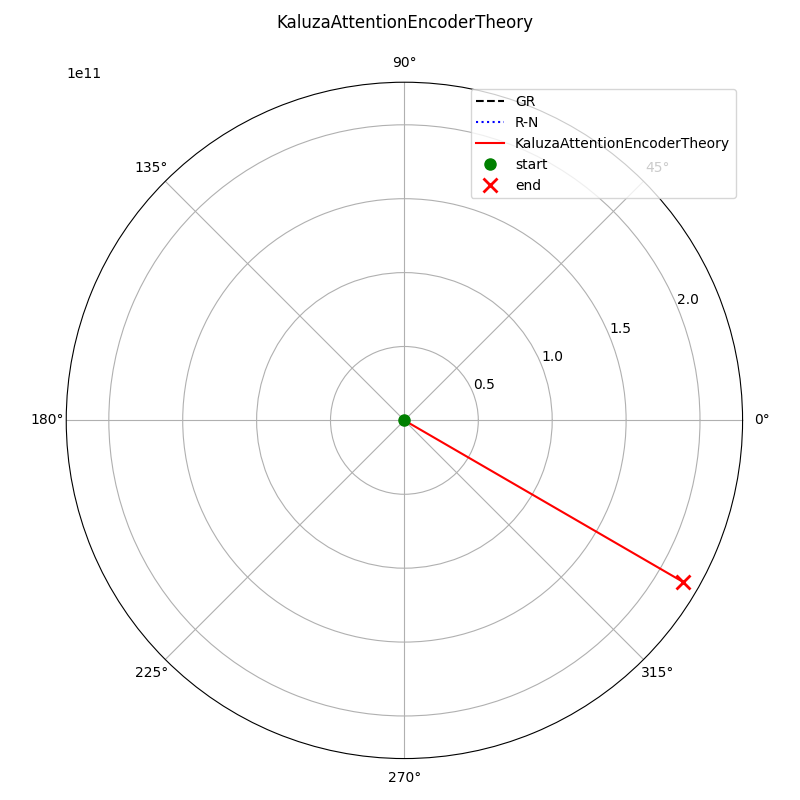 KaluzaAttentionEncoderTheory
1e11
90°
GR
R-N
KaluzaAttentionEncoderTheory
start
end
135°
45°
2.0
1.5
1.0
0.5
180°
0°
225°
315°
270°